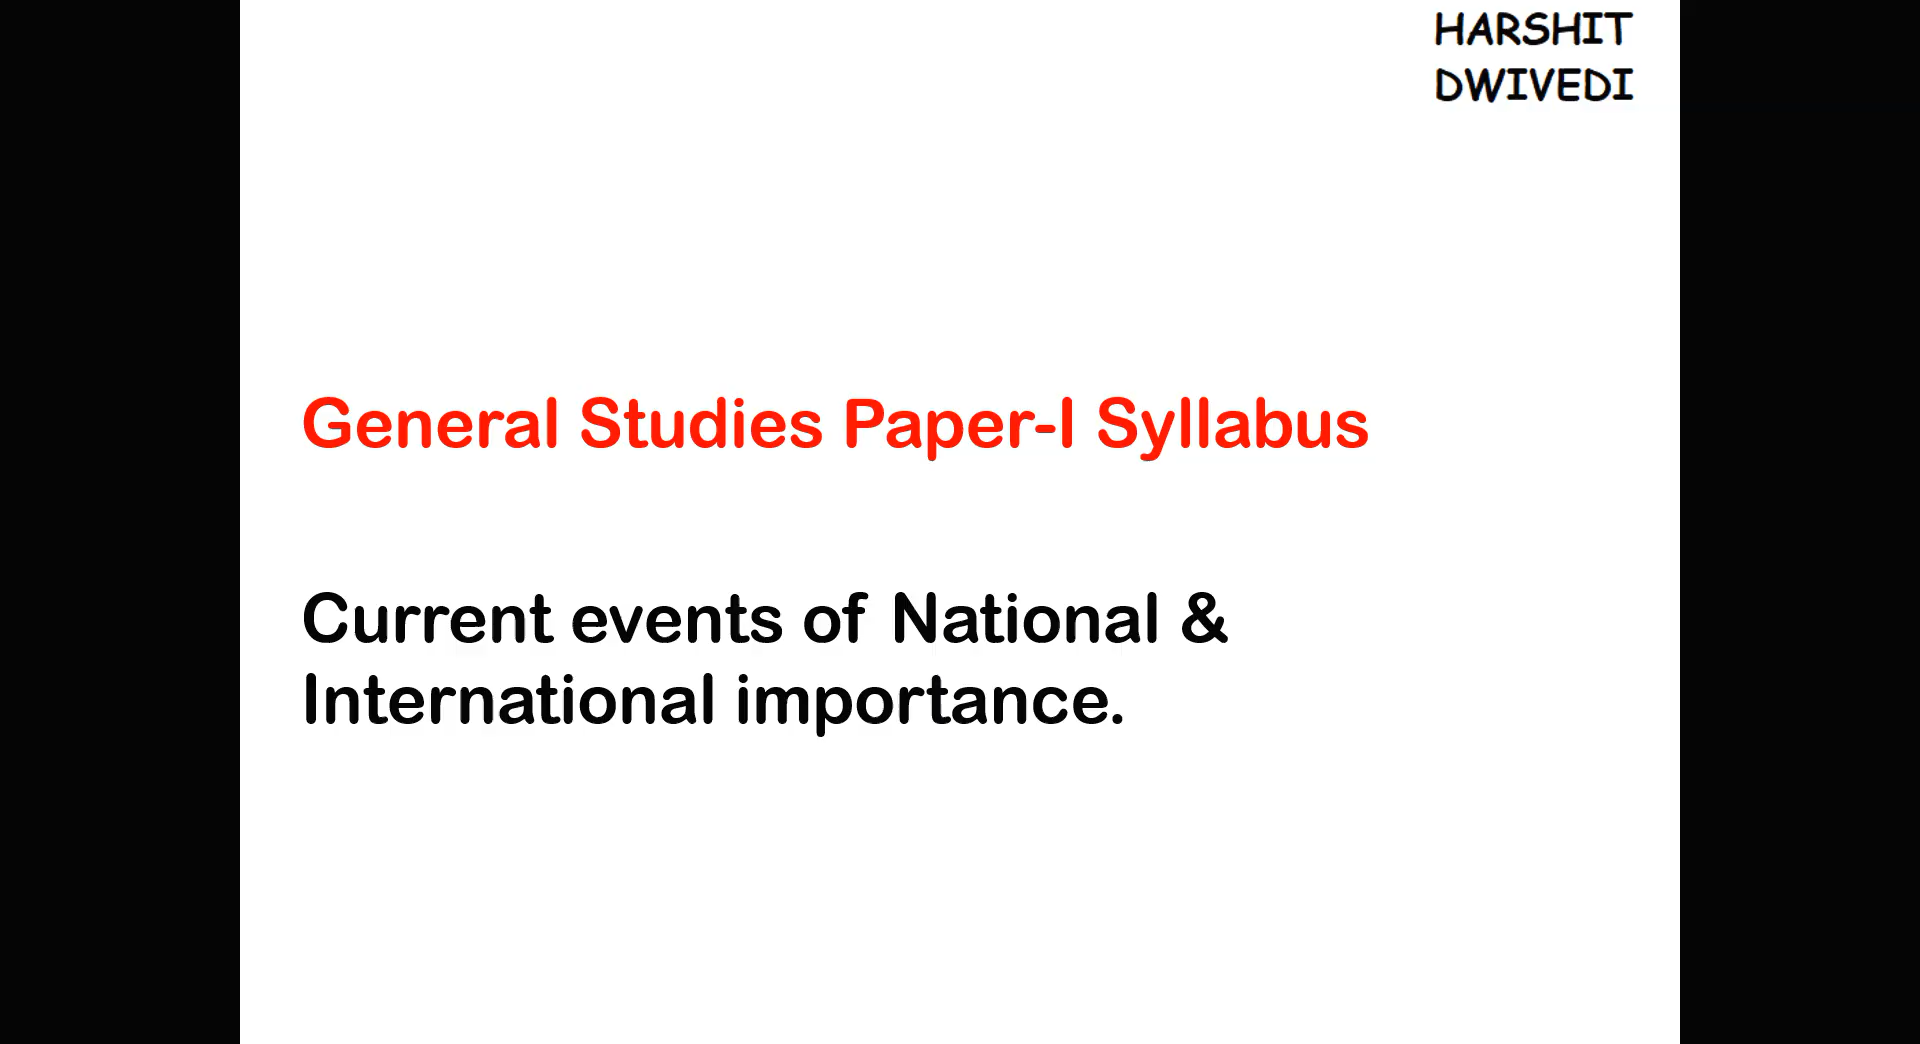 HARSHIT
DWIVEDI
General Studies Paper-I Syllabus
Current events of National &
International importance.